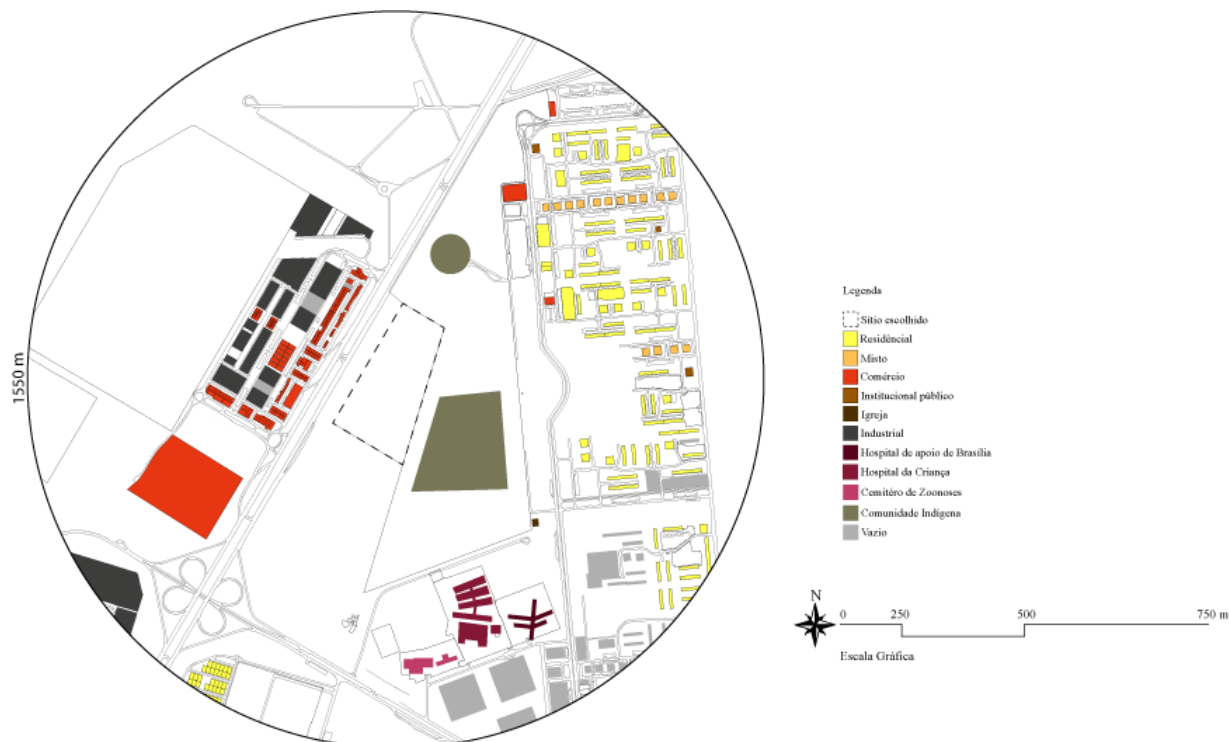 1550 m
Legenda
Sítio escolhido
Residêncial
Misto
Comércio
Institucional público
Igreja
Industrial
Hospital de apoio de Brasília
Hospital da Criança
Cemitéro de Zoonoses
Comunidade Indígena
Vazio
N
0 250 500 750 m
Escala Gráfica